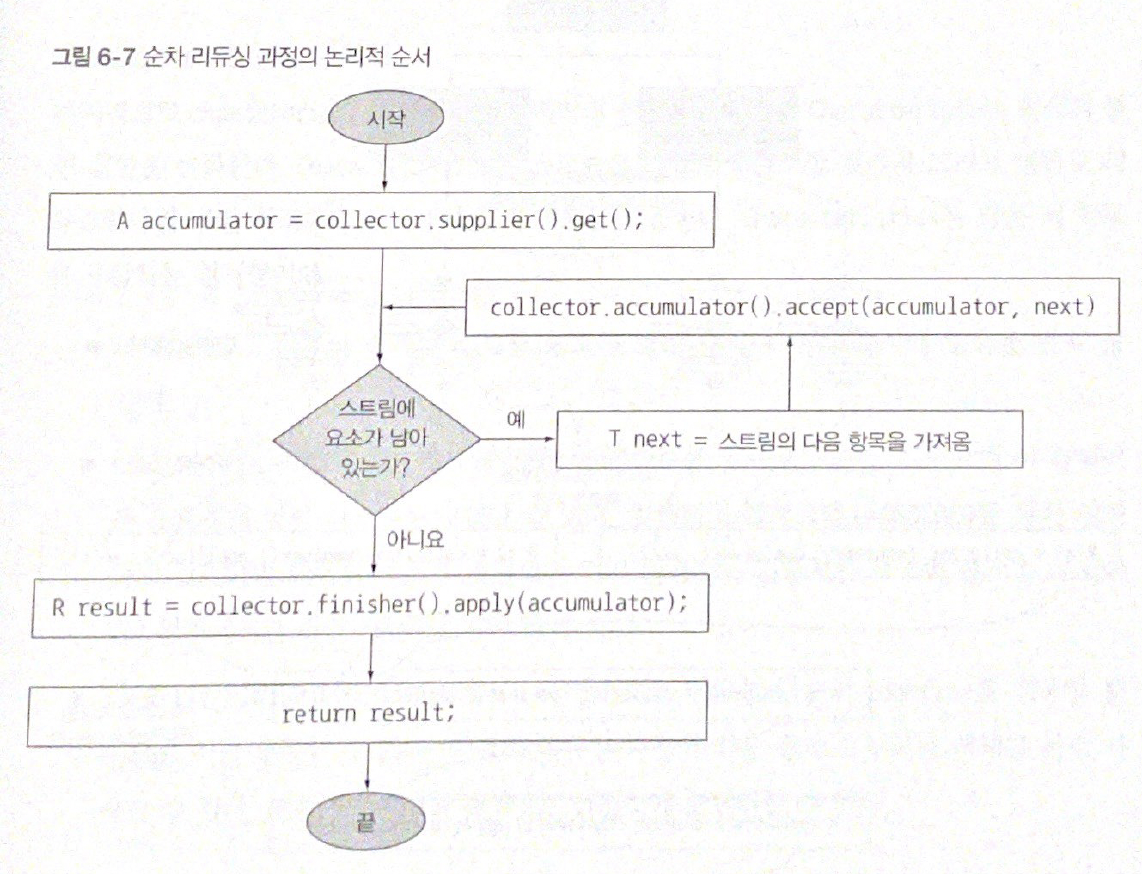 그림 6-7 순차 리듀싱 과정의 논리적 순서
시작
A accumulator = collector.supplier().get();
collector.accumulator().accept(accumulator, next)
스트림에
요소가 남아
있는가?
예
T next = 스트림의 다음 항목을 가져옴
아니요
R result = collector.finisher().apply(accumulator);
return result;
끝